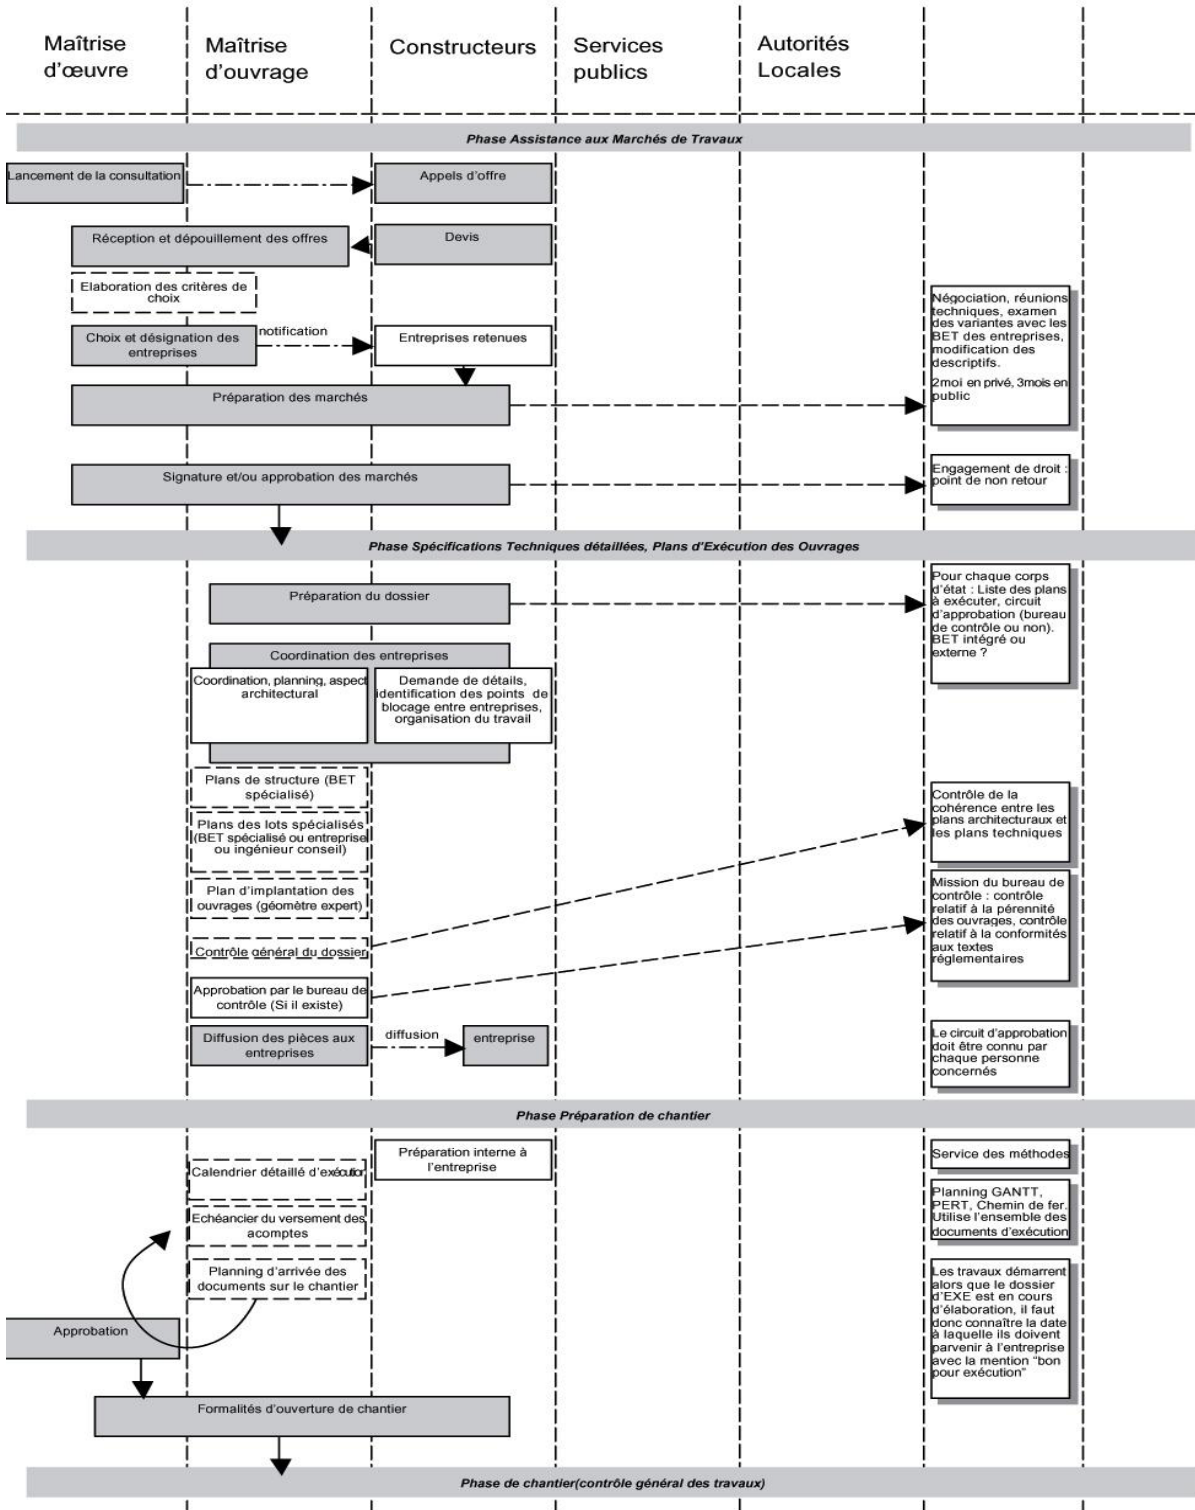 Maîtrise
d'œuvre
Maîtrise
d'ouvrage
Constructeurs
Services
publics
Autorités
Locales
Phase Assistance aux Marchés de Travaux
Lancement de la consultation
Appels d'offre
Réception et dépouillement des offres
Devis
Elaboration des critères de
choix
Choix et désignation des
entreprises
notification
Entreprises retenues
Négociation, réunions
techniques, examen
des variantes avec les
BET des entreprises,
modification des
descriptifs.
2moi en privé, 3mois en
public
Préparation des marchés
Signature et/ou approbation des marchés
Engagement de droit :
point de non retour
Phase Spécifications Techniques détaillées, Plans d'Exécution des Ouvrages
Préparation du dossier
Pour chaque corps
d'état : Liste des plans
à exécuter, circuit
d'approbation (bureau
de contrôle ou non).
BET intégré ou
externe ?
Coordination des entreprises
Coordination, planning, aspect
architectural
Demande de détails,
identification des points de
blocage entre entreprises,
organisation du travail
Plans de structure (BET
spécialisé)
Plans des lots spécialisés
(BET spécialisé ou entreprise
ou ingénieur conseil)
Contrôle de la
cohérence entre les
plans architecturaux et
les plans techniques
Plan d'implantation des
ouvrages (géomètre expert)
Mission du bureau de
contrôle : contrôle
relatif à la pérennité
des ouvrages, contrôle
relatif à la conformités
aux textes
réglementaires
Contrôle général du dossier
Approbation par le bureau de
contrôle (Si il existe)
Diffusion des pièces aux
entreprises
diffusion
entreprise
Le circuit d'approbation
doit être connu par
chaque personne
concernés
Phase Préparation de chantier
Préparation interne à
l'entreprise
Service des méthodes
Calendrier détaillé d'exécution
Echéancier du versement des
acomptes
Planning GANTT,
PERT, Chemin de fer.
Utilise l'ensemble des
documents d'exécution
Planning d'arrivée des
documents sur le chantier
Les travaux démarrent
alors que le dossier
d'EXE est en cours
d'élaboration, il faut
donc connaître la date
à laquelle ils doivent
parvenir à l'entreprise
avec la mention "bon
pour exécution"
Approbation
Formalités d'ouverture de chantier
Phase de chantier(contrôle général des travaux)